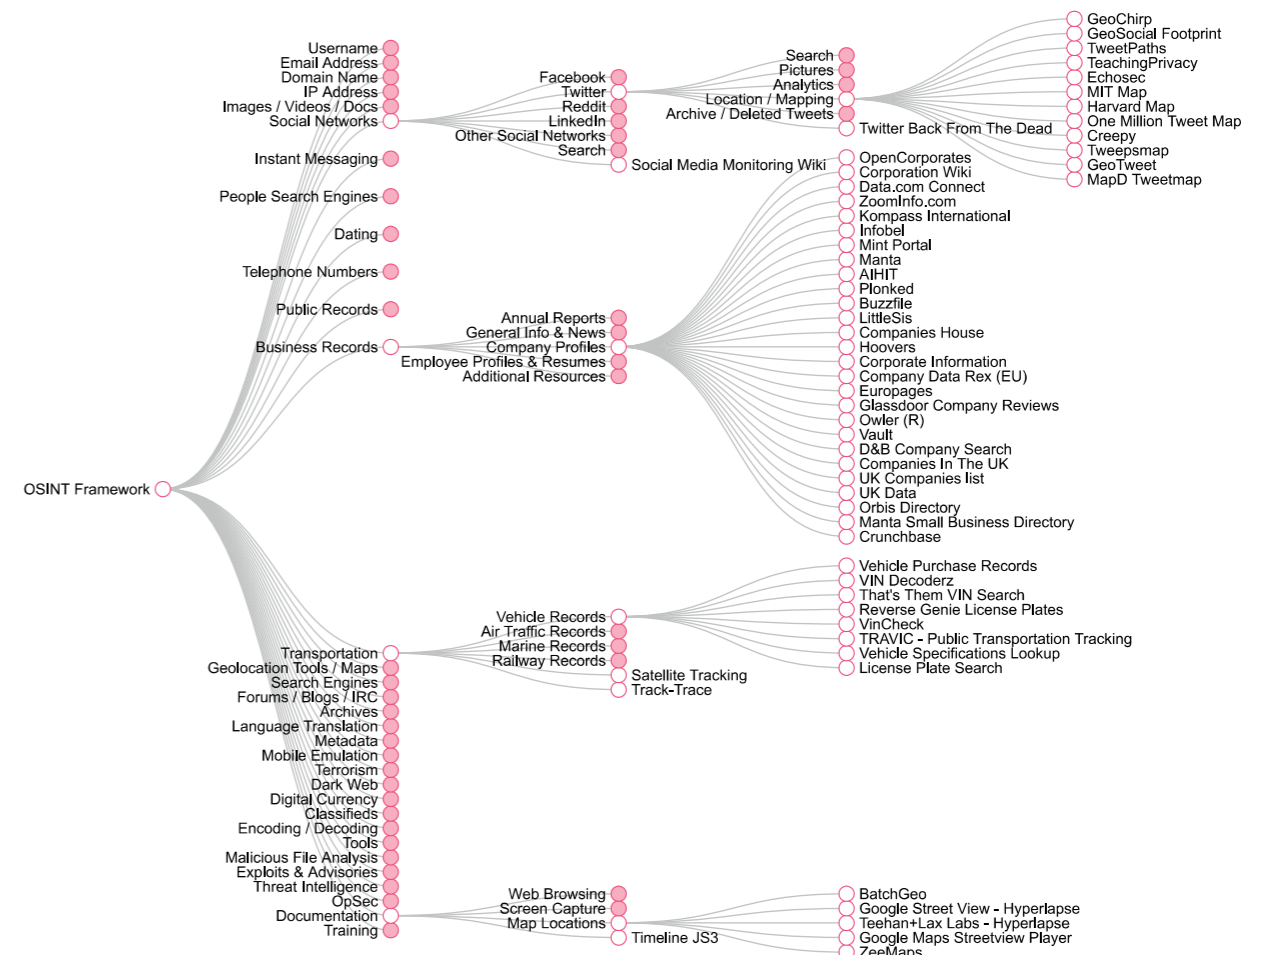 OSINT Framework
Username
Email Address
Domain Name
IP Address
Images / Videos / Docs
Social Networks
Instant Messaging
People Search Engines
Dating
Telephone Numbers
Public Records
Business Records
Transportation
Geolocation Tools / Maps
Search Engines
Forums / Blogs / IRC
Archives
Language Translation
Metadata
Mobile Emulation
Terrorism
Dark Web
Digital Currency
Classifieds
Encoding / Decoding
Tools
Malicious File Analysis
Exploits & Advisories
Threat Intelligence
OpSec
Documentation
Training
Facebook
Twitter
Reddit
LinkedIn
Other Social Networks
Search
Social Media Monitoring Wiki
Annual Reports
General Info & News
Company Profiles
Employee Profiles & Resumes
Additional Resources
Vehicle Records
Air Traffic Records
Marine Records
Railway Records
Satellite Tracking
Track-Trace
Web Browsing
Screen Capture
Map Locations
Timeline JS3
Search
Pictures
Analytics
Location / Mapping
Archive / Deleted Tweets
Twitter Back From The Dead
OpenCorporates
Corporation Wiki
Data.com Connect
ZoomInfo.com
Kompass International
Infobel
Mint Portal
Manta
AIHIT
Plonked
Buzzfile
LittleSis
Companies House
Hoovers
Corporate Information
Company Data Rex (EU)
Europages
Glassdoor Company Reviews
Owler (R)
Vault
D&B Company Search
Companies In The UK
UK Companies list
UK Data
Orbis Directory
Manta Small Business Directory
Crunchbase
Vehicle Purchase Records
VIN Decoderz
That's Them VIN Search
Reverse Genie License Plates
VinCheck
TRAVIC - Public Transportation Tracking
Vehicle Specifications Lookup
License Plate Search
BatchGeo
Google Street View - Hyperlapse
Teehan+Lax Labs - Hyperlapse
Google Maps Streetview Player
ZeeMaps
GeoChirp
GeoSocial Footprint
TweetPaths
TeachingPrivacy
Echosec
MIT Map
Harvard Map
One Million Tweet Map
Creepy
Tweepsmap
GeoTweet
MapD Tweetmap